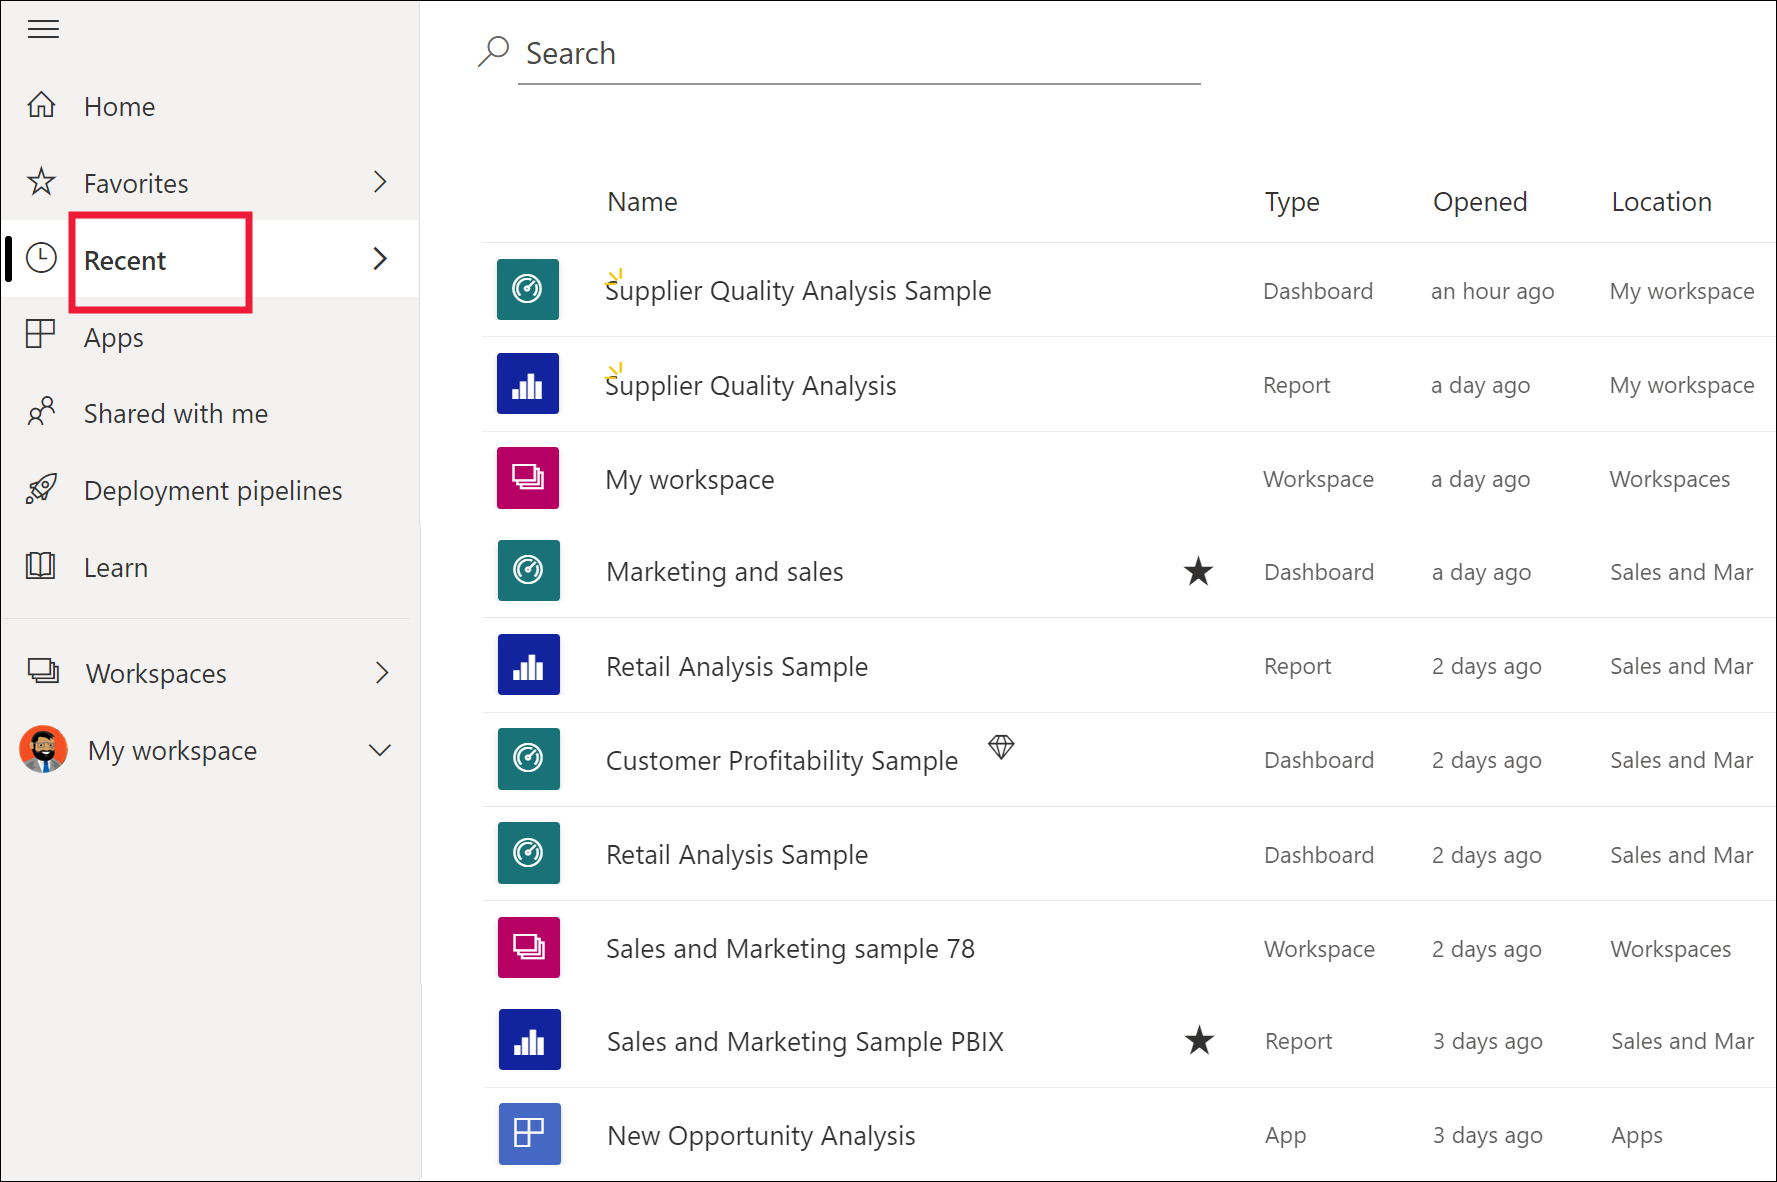 Home
Favorites
Recent
Apps
Shared with me
Deployment pipelines
Learn
Workspaces
My workspace
Search
Name Type Opened Location
Supplier Quality Analysis Sample Dashboard an hour ago My workspace
Supplier Quality Analysis Report a day ago My workspace
My workspace Workspace a day ago Workspaces
Marketing and sales Dashboard a day ago Sales and Mar
Retail Analysis Sample Report 2 days ago Sales and Mar
Customer Profitability Sample Dashboard 2 days ago Sales and Mar
Retail Analysis Sample Dashboard 2 days ago Sales and Mar
Sales and Marketing sample 78 Workspace 2 days ago Workspaces
Sales and Marketing Sample PBIX Report 3 days ago Sales and Mar
New Opportunity Analysis App 3 days ago Apps